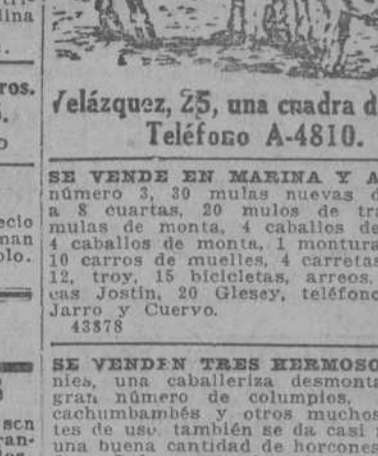 lina
ros.
Velázquez, 25, una cuadra d
Teléfono A-4810.
SE VENDE EN MARINA Y A
número 3, 30 mulas nuevas d
a 8 cuartas, 20 mulos de tra
mulas de monta, 4 caballos de
4 caballos de monta, 1 montura
10 carros de muelles, 4 carretas
12, troy, 15 bicicletas, arreos,
cas Jostin, 20 Glesey, teléfono
Jarro y Cuervo.
43878
ecio
man
olo.
SE VENDEN TRES HERMOSO
nies, una caballeriza desmonta
gran número de columpios,
cachumbambés y otros muchos
tes de uso, también se da casi
una buena cantidad de horcones
scn
ran-